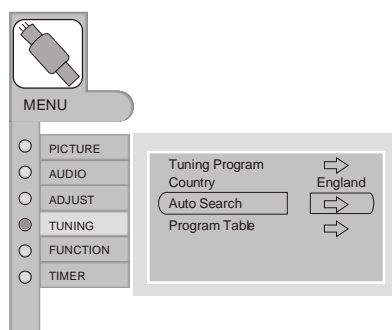 MENU
PICTURE
AUDIO
ADJUST
TUNING
FUNCTION
TIMER
Tuning Program
Country England
Auto Search
Program Table